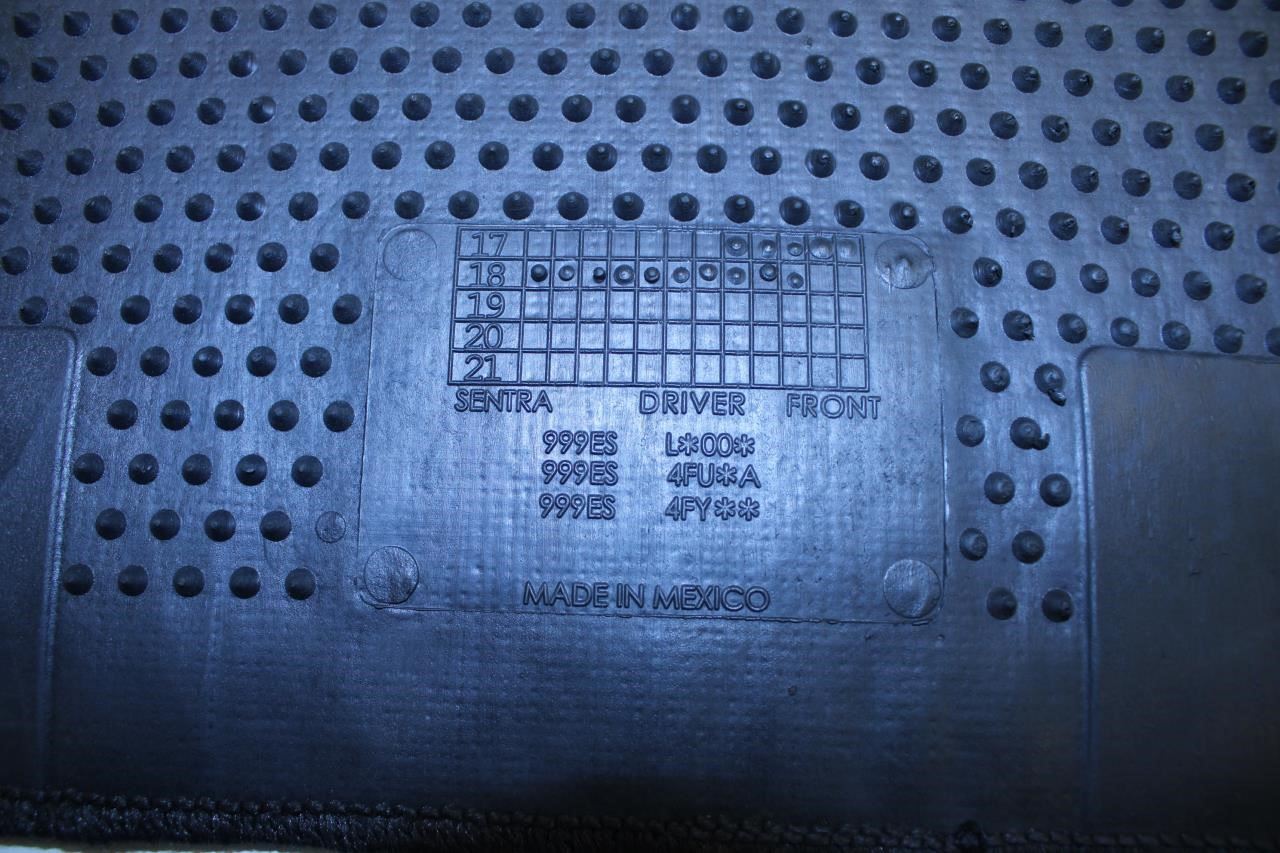 17
18
19
20
21
SENTRA DRIVER FRONT
999ES L*00*
999ES 4FU*A
999ES 4FY**
MADE IN MEXICO